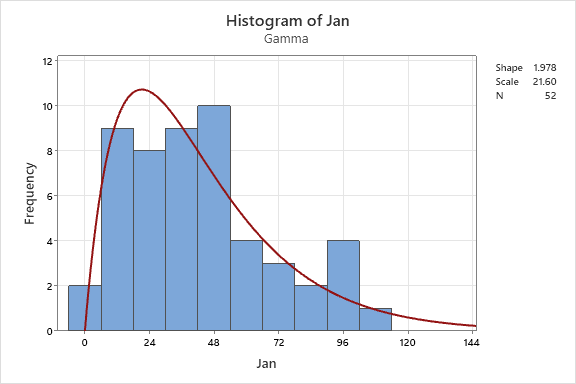 Histogram of Jan
Gamma
Shape 1.978
Scale 21.60
N 52
Frequency
12
10
8
6
4
2
0
0 24 48 72 96 120 144
Jan